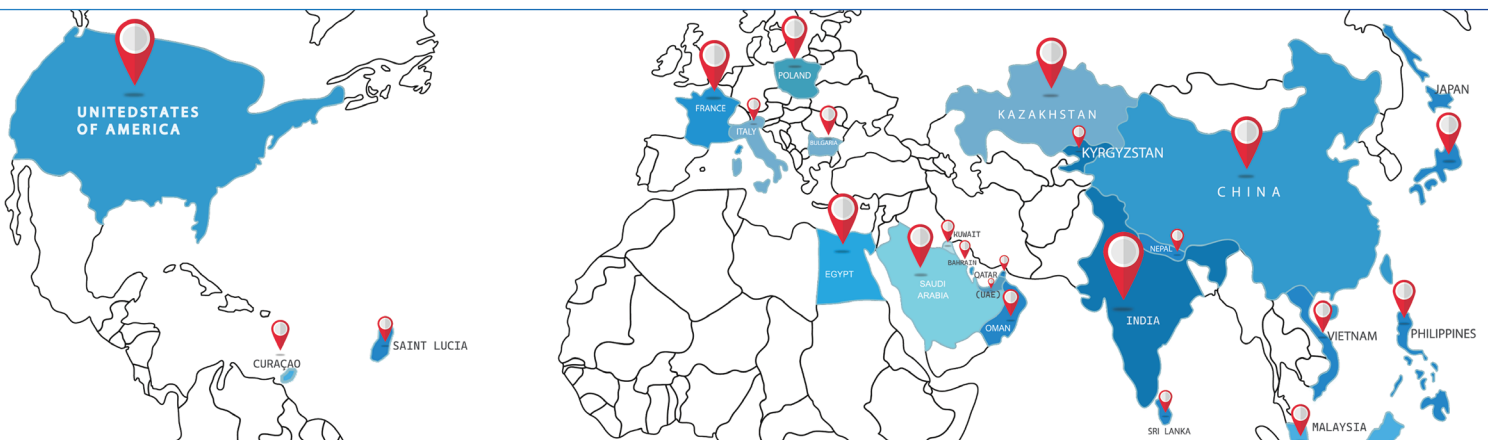 UNITEDSTATES
OF AMERICA
CURAÇAO
SAINT LUCIA
FRANCE
POLAND
ITALY
BULGARIA
EGYPT
SAUDI
ARABIA
KUWAIT
BAHRAIN
QATAR
(UAE)
OMAN
KAZAKHSTAN
KYRGYZSTAN
CHINA
NEPAL
INDIA
SRI LANKA
JAPAN
VIETNAM
PHILIPPINES
MALAYSIA